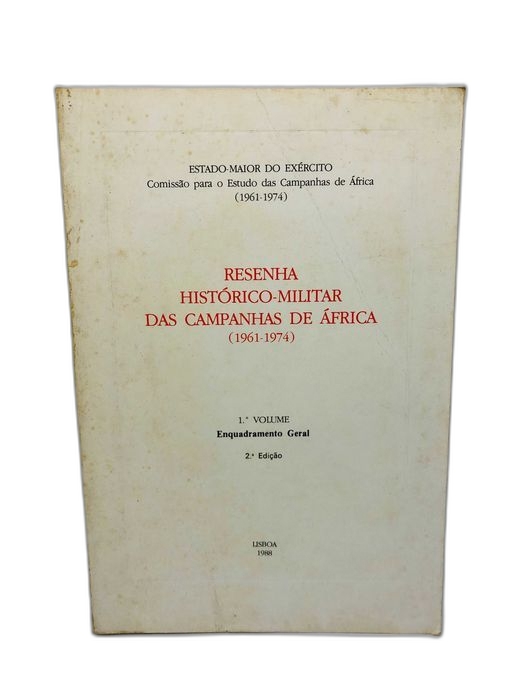 ESTADO-MAIOR DO EXÉRCITO
Comissão para o Estudo das Campanhas de África
(1961-1974)
RESENHA
HISTÓRICO-MILITAR
DAS CAMPANHAS DE ÁFRICA
(1961-1974)
1.º VOLUME
Enquadramento Geral
2.ª Edição
LISBOA
1988